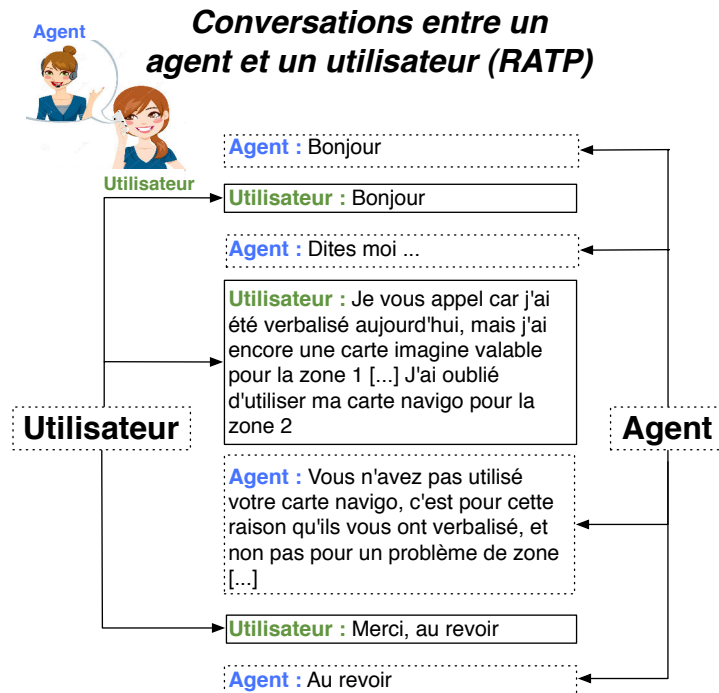 Conversations entre un
agent et un utilisateur (RATP)
Agent
Utilisateur
Agent : Bonjour
Utilisateur : Bonjour
Agent : Dites moi ...
Utilisateur : Je vous appel car j'ai
été verbalisé aujourd'hui, mais j'ai
encore une carte imagine valable
pour la zone 1 [...] J'ai oublié
d'utiliser ma carte navigo pour la
zone 2
Utilisateur
Agent
Agent : Vous n'avez pas utilisé
votre carte navigo, c'est pour cette
raison qu'ils vous ont verbalisé, et
non pas pour un problème de zone
[...]
Utilisateur : Merci, au revoir
Agent : Au revoir